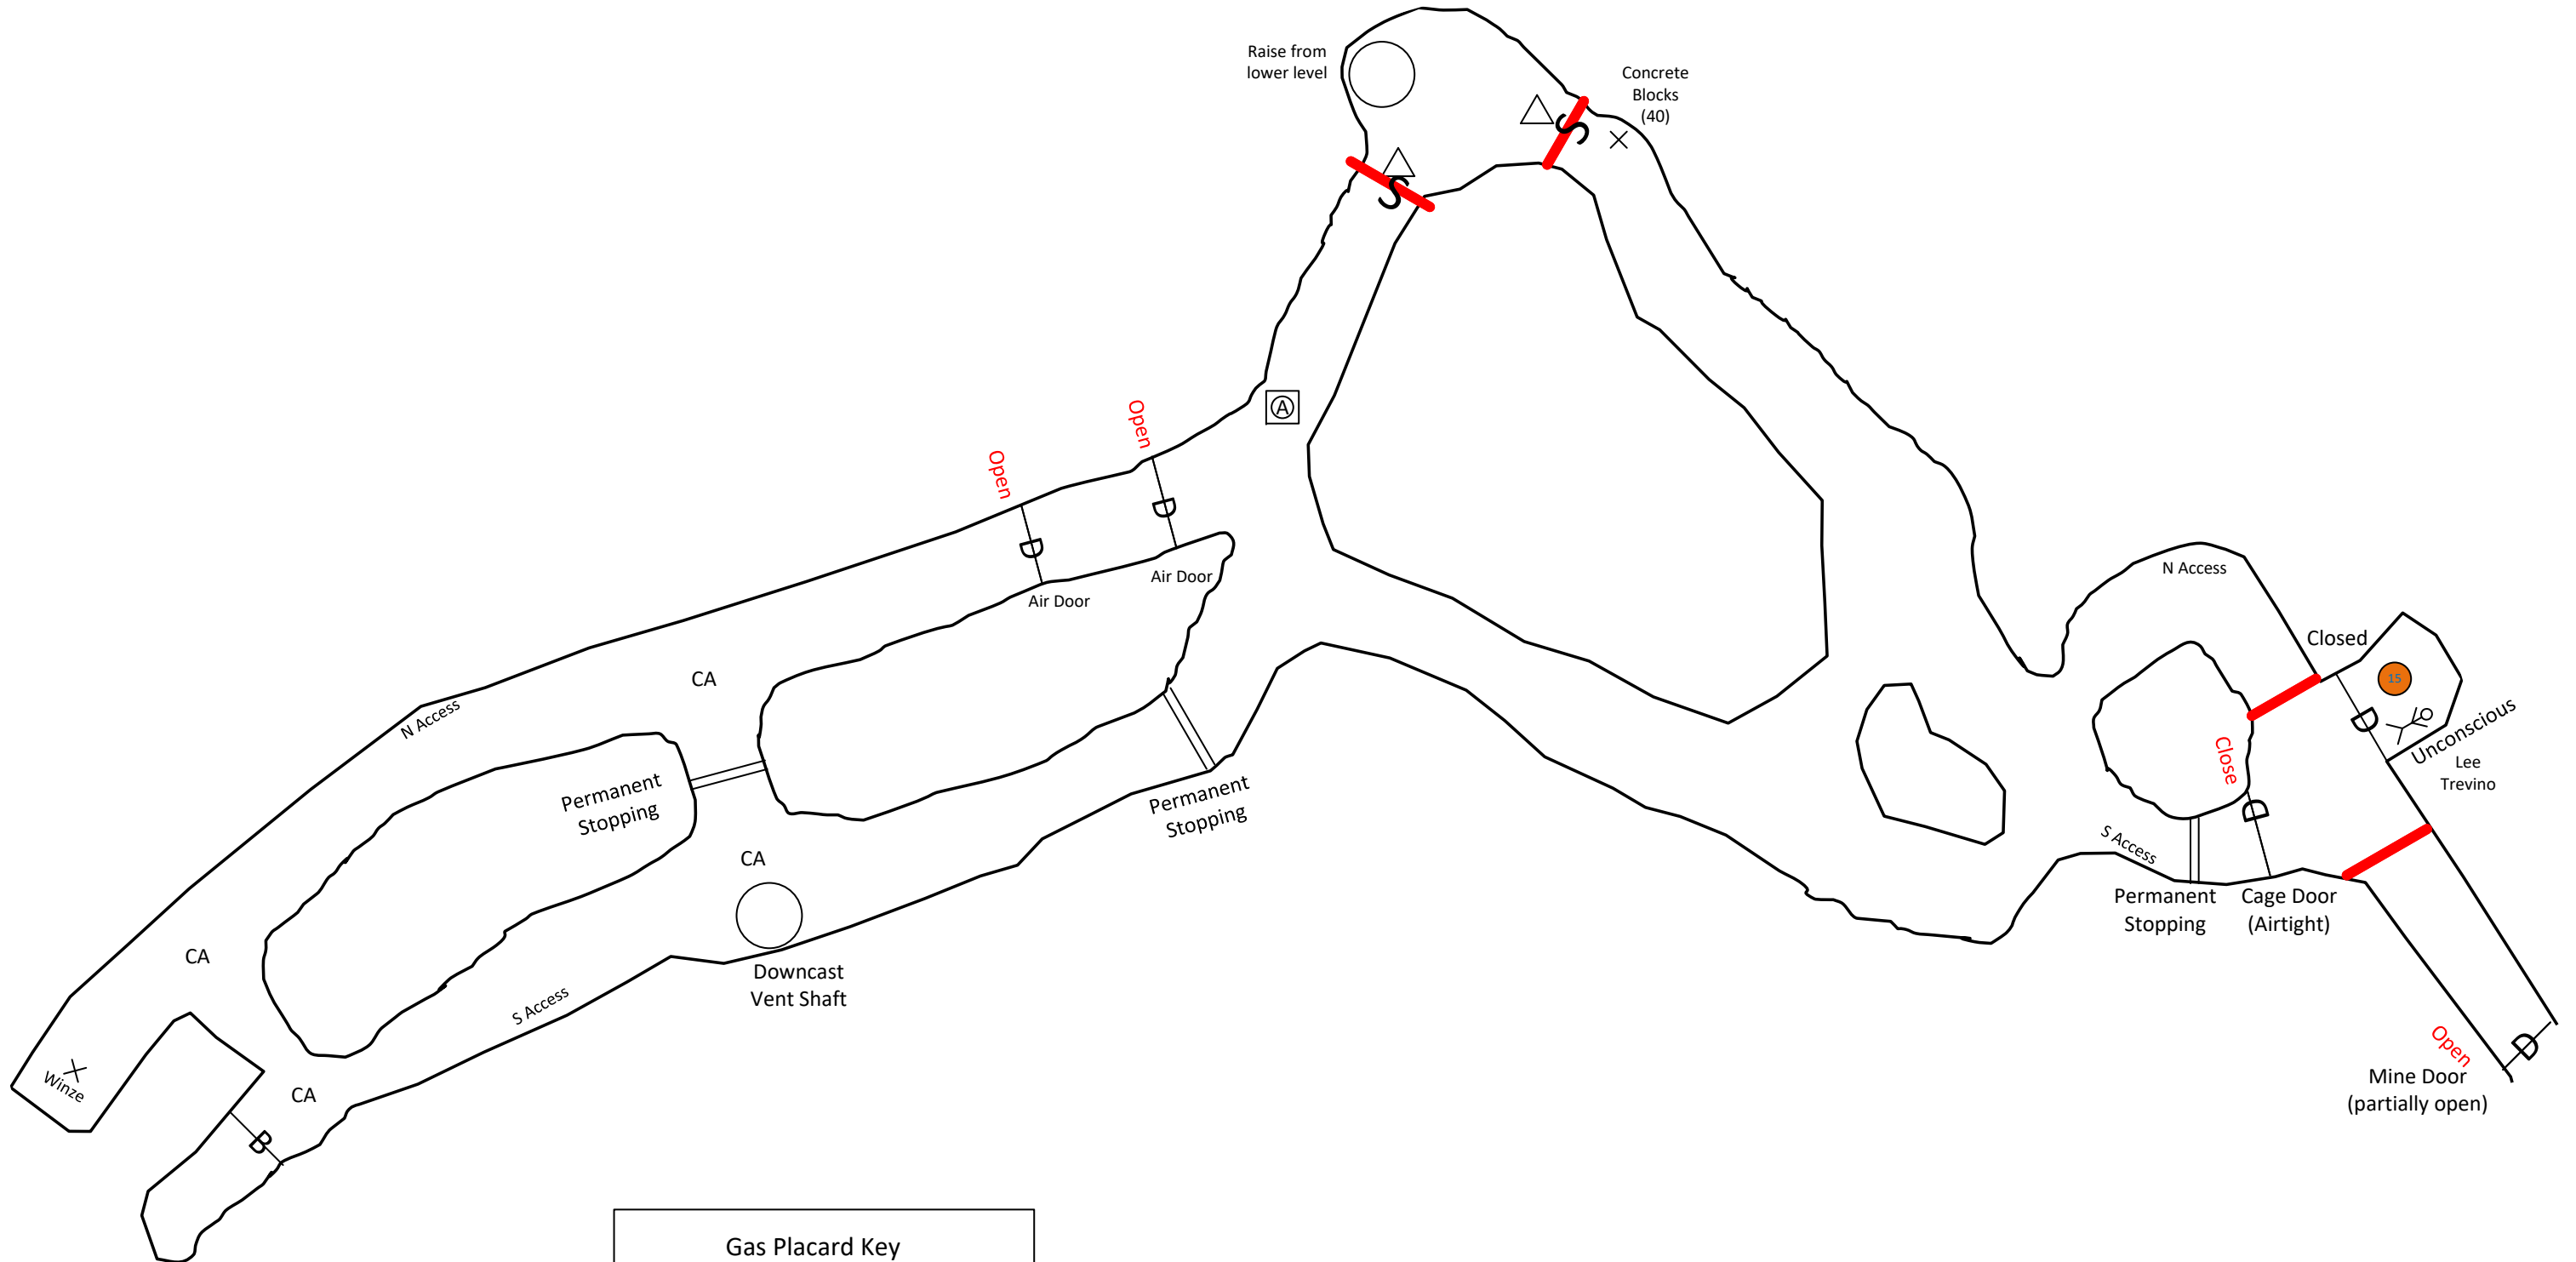 Raise from
lower level
Concrete
Blocks
(40)
S
S
X
A
Open
Open
D
D
Air Door
Air Door
N Access
Closed
15
D
Unconscious
Lee
Trevino
Close
D
S Access
Permanent
Stopping
Cage Door
(Airtight)
Open
D
Mine Door
(partially open)
CA
N Access
Permanent
Stopping
Permanent
Stopping
CA
Downcast
Vent Shaft
S Access
CA
X
Winze
CA
B
Gas Placard Key